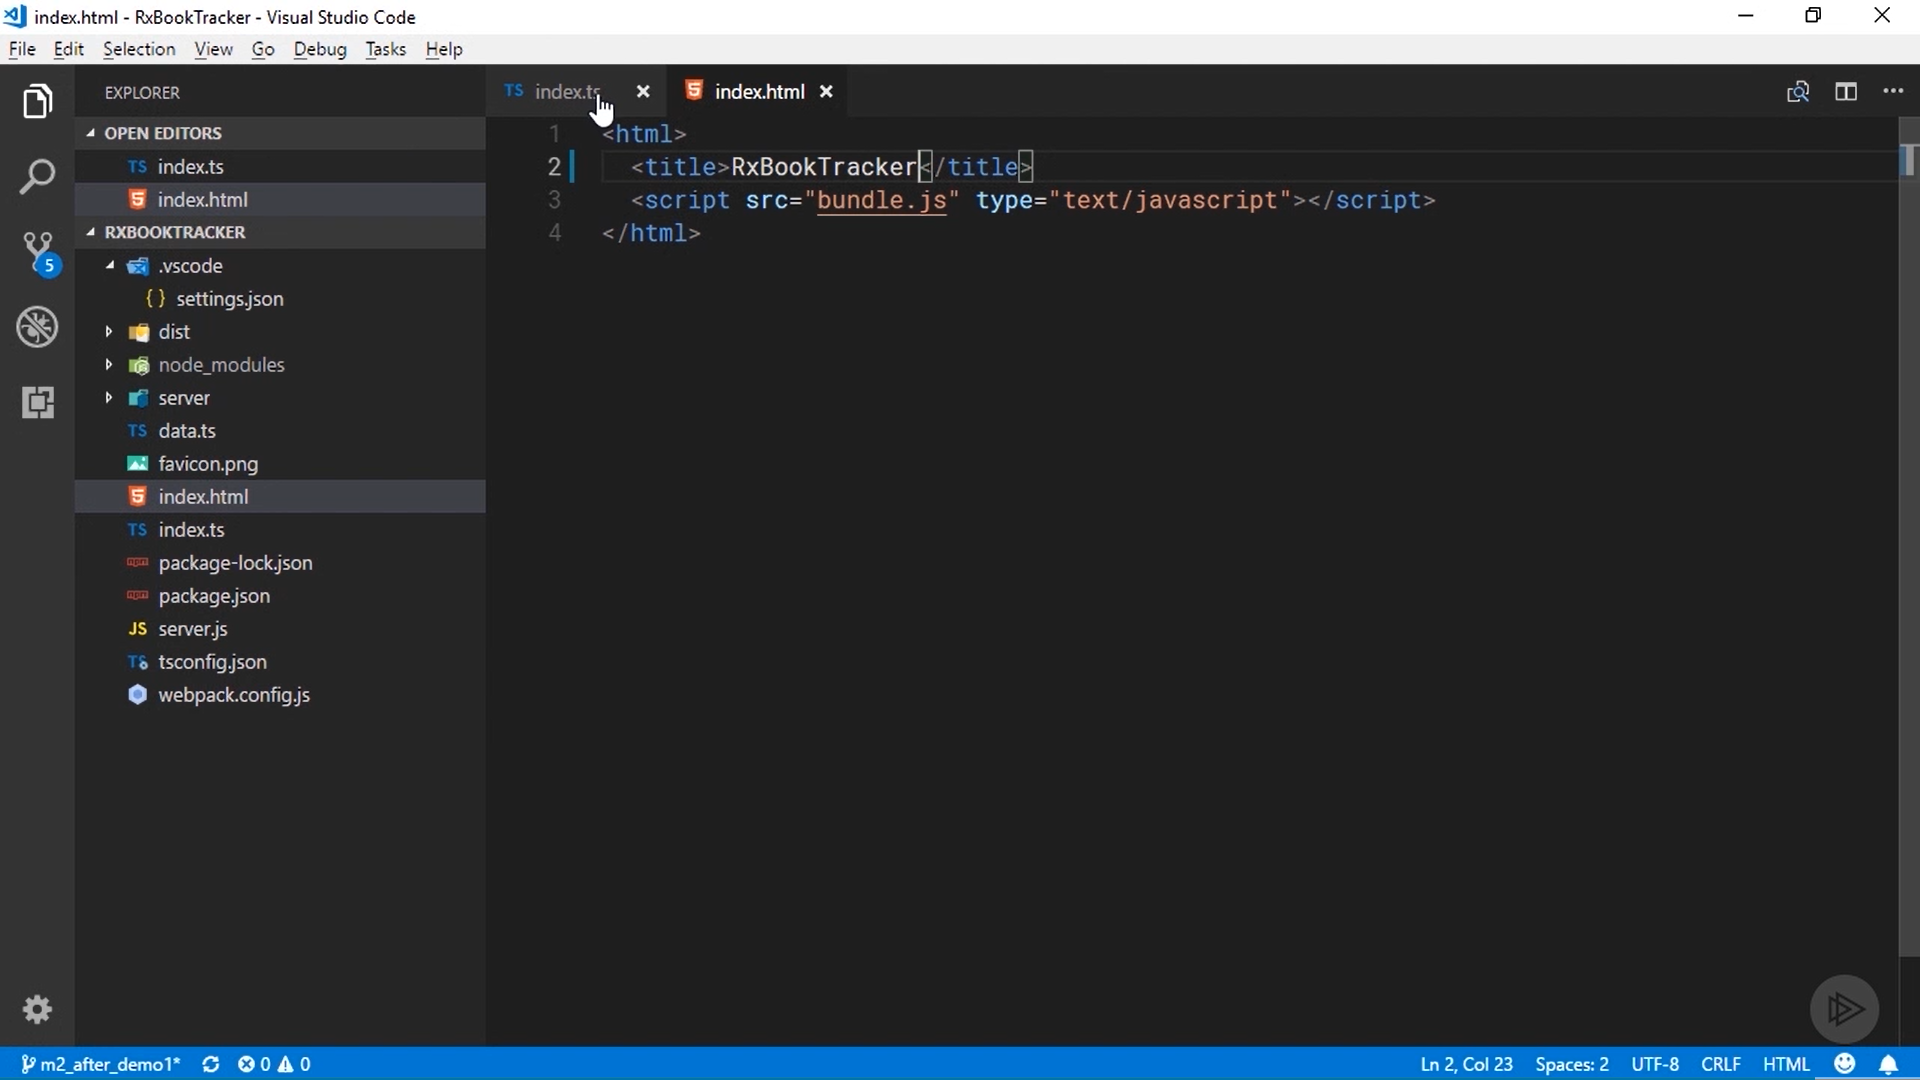 index.html - RxBookTracker - Visual Studio Code
File Edit Selection View Go Debug Tasks Help
EXPLORER
OPEN EDITORS
TS index.ts
index.html
RXBOOKTRACKER
.vscode
{ } settings.json
dist
node_modules
server
TS data.ts
favicon.png
index.html
TS index.ts
package-lock.json
package.json
JS server.js
TS tsconfig.json
webpack.config.js
5
TS index.ts
index.html
1 <html>
2 <title>RxBookTracker</title>
3 <script src="bundle.js" type="text/javascript"></script>
4 </html>
m2_after_demo1* 0 0 Ln 2, Col 23 Spaces: 2 UTF-8 CRLF HTML